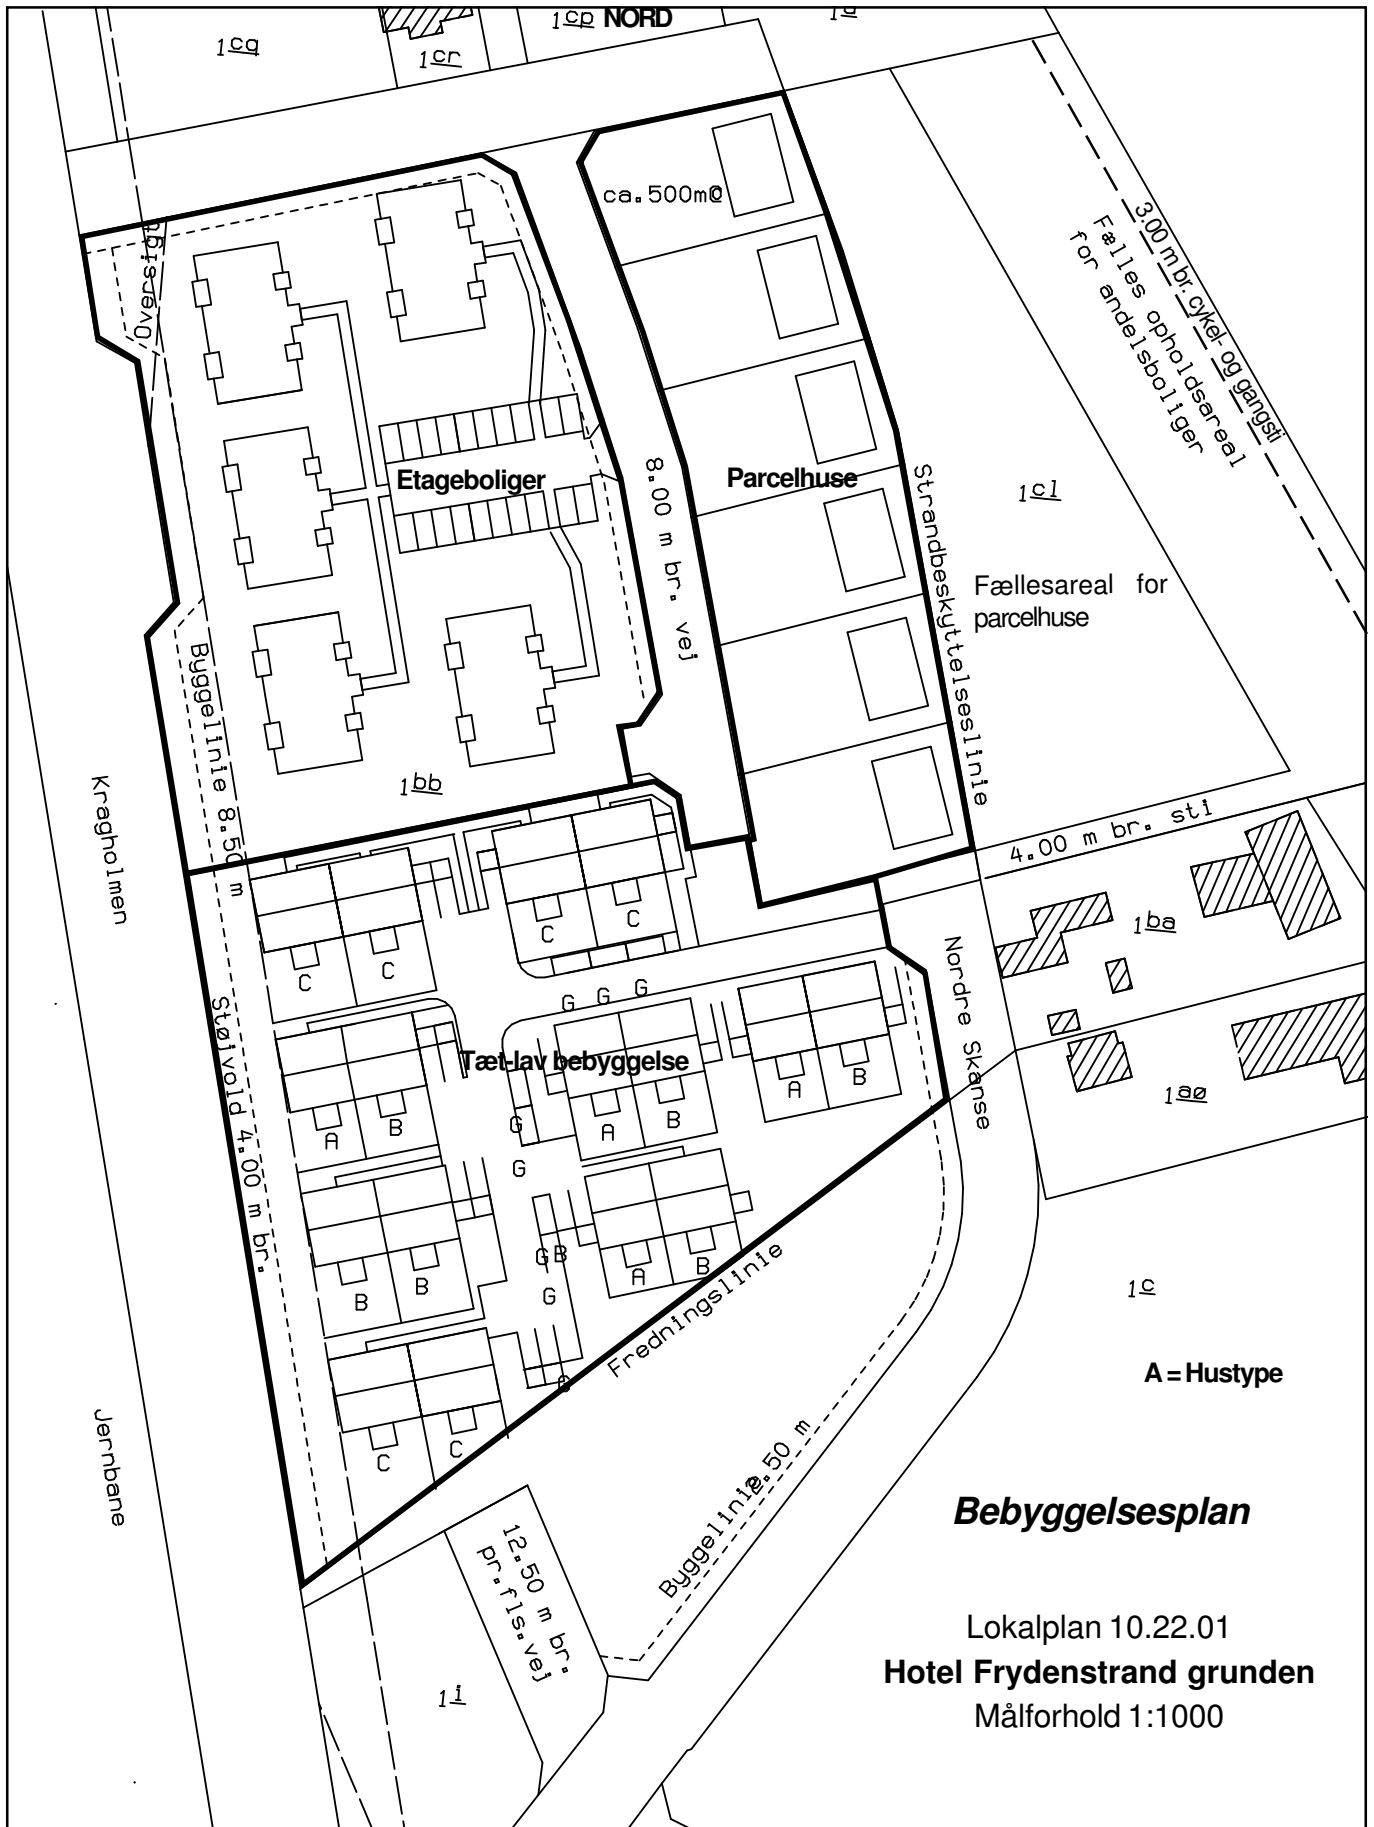 1cq
1cr
1cp NORD
Oversigt
ca.500m@
3.00 m br. cykel- og gangsti
Fælles opholdsareal
for andelsboliger
Etageboliger
8.00 m br. vej
Parcelhuse
Strandbeskyttelseslinie
1cl
Fællesareal for
parcelhuse
Byggelinie 8.50 m
1bb
Kragholmen
4.00 m br. sti
1ba
Nordre Skanse
1aø
C
C
C
C
G G G
Støjvold 4.00 m br.
Tæt-lav bebyggelse
A
B
A
B
A
B
G
G
B
B
GB
A
B
G
G
C
C
Fredningslinie
1c
A = Hustype
Jernbane
Byggelinie 2.50 m
12.50 m br.
pr.fls.vej
1i
Bebyggelsesplan
Lokalplan 10.22.01
Hotel Frydenstrand grunden
Målforhold 1:1000